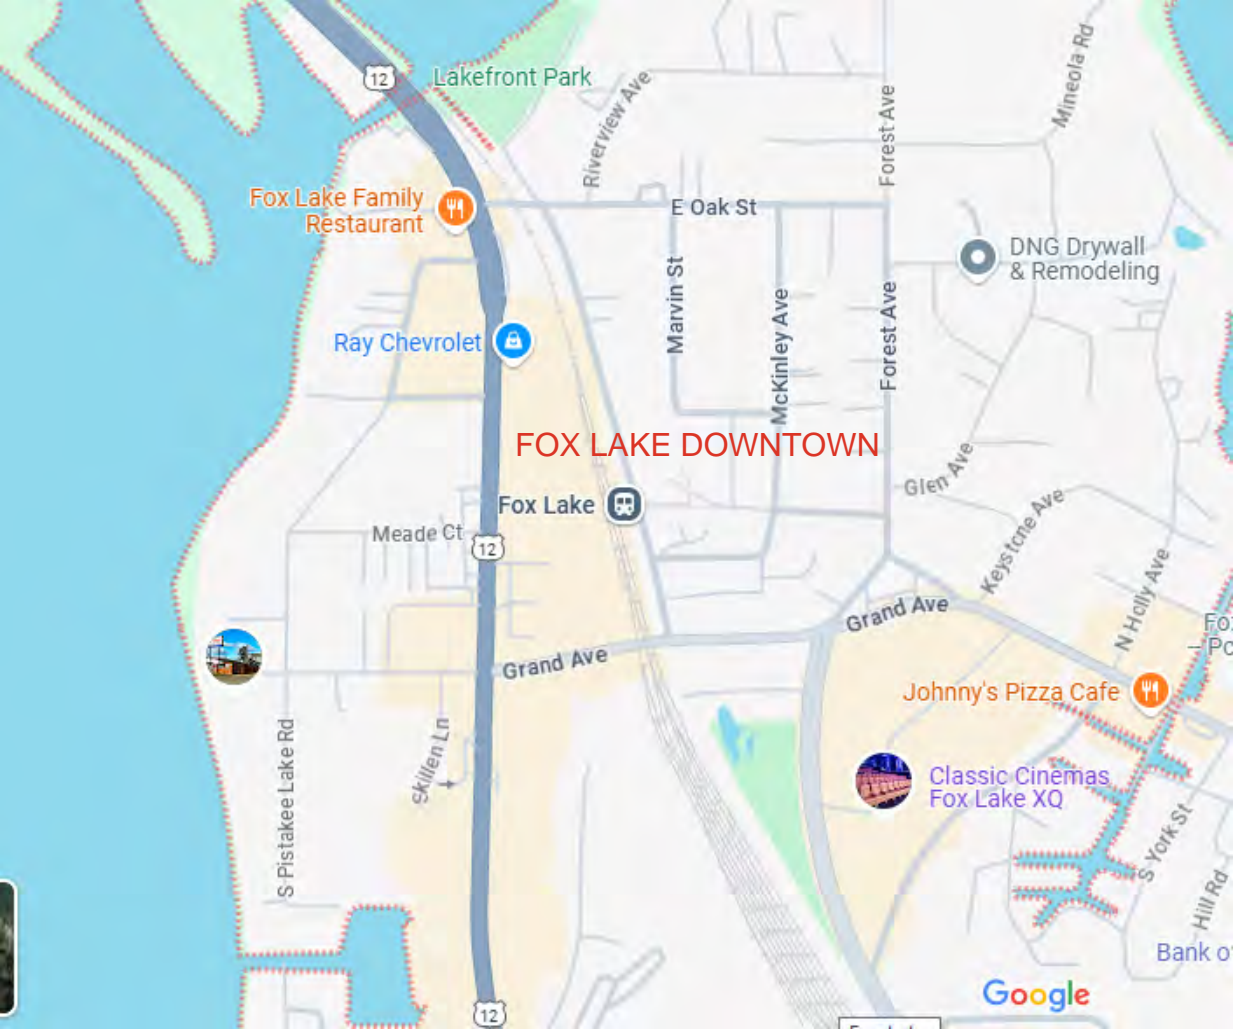 12
Lakefront Park
Riverview Ave
Forest Ave
Mineola Rd
Fox Lake Family
Restaurant
E Oak St
DNG Drywall
& Remodeling
Marvin St
McKinley Ave
Forest Ave
Ray Chevrolet
FOX LAKE DOWNTOWN
Glen Ave
Fox Lake
Meade Ct
12
Keystone Ave
N Holly Ave
Grand Ave
Grand Ave
Johnny's Pizza Cafe
S Pistakee Lake Rd
Skillen Ln
Classic Cinemas
Fox Lake XQ
S York St
Hill Rd
Bank o
Google
12